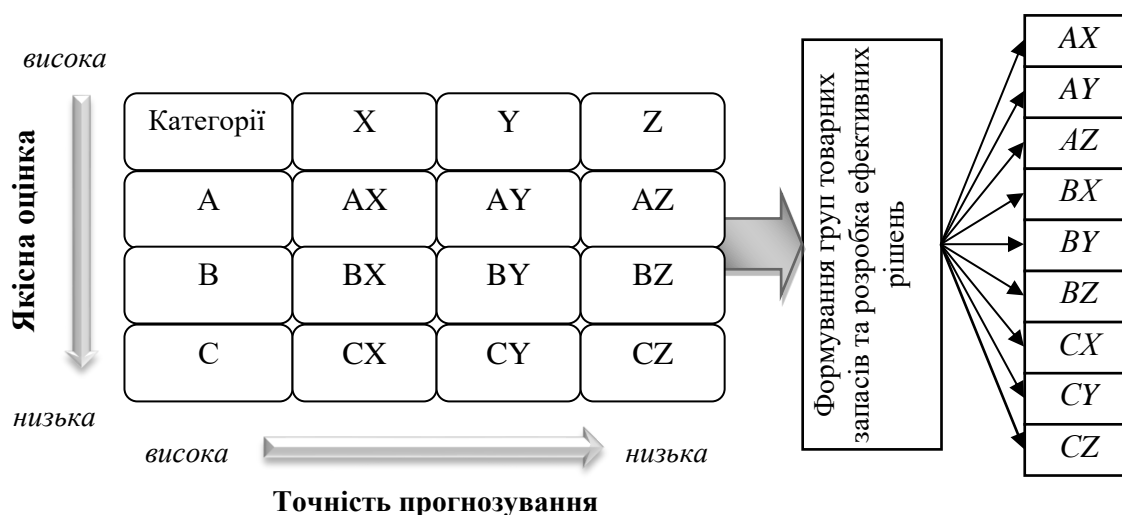 висока
Якісна оцінка
низька
Категорії X Y Z
A AX AY AZ
B BX BY BZ
C CX CY CZ
висока
низька
Точність прогнозування
Формування груп товарних
запасів та розробка ефективних
рішень
AX
AY
AZ
BX
BY
BZ
CX
CY
CZ